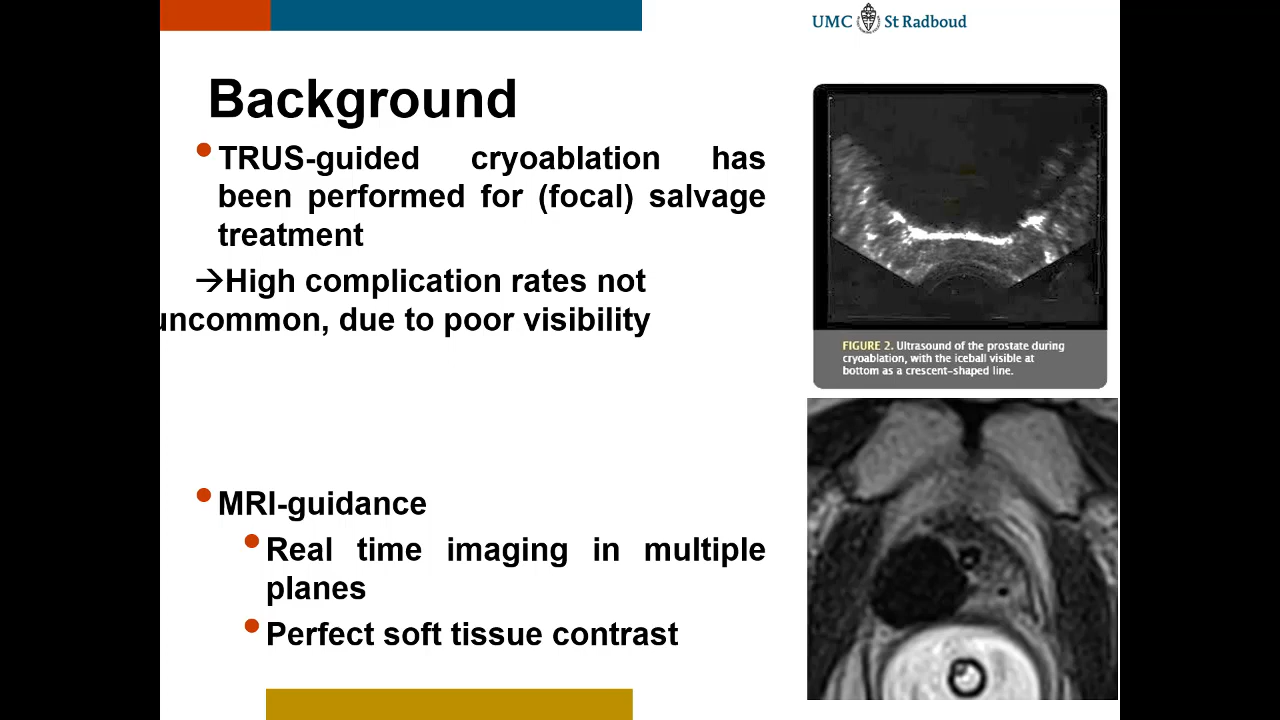 UMC St Radboud
Background
TRUS-guided cryoablation has
been performed for (focal) salvage
treatment
→High complication rates not
uncommon, due to poor visibility
FIGURE 2. Ultrasound of the prostate during
cryoablation, with the iceball visible at
bottom as a crescent-shaped line.
MRI-guidance
Real time imaging in multiple
planes
Perfect soft tissue contrast